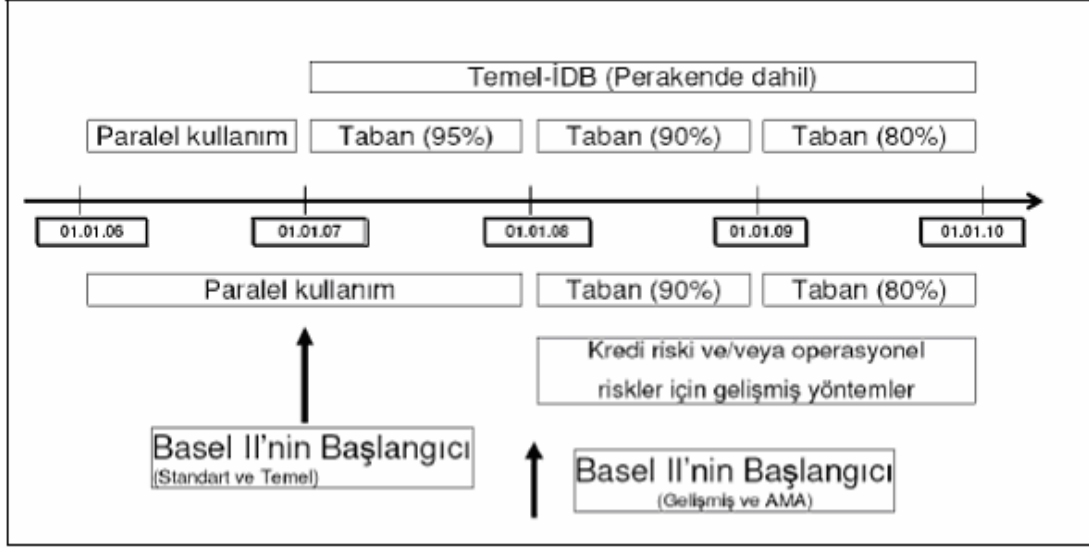 Temel-İDB (Perakende dahil)
Paralel kullanım
Taban (95%)
Taban (90%)
Taban (80%)
01.01.06
01.01.07
01.01.08
01.01.09
01.01.10
Paralel kullanım
Taban (90%)
Taban (80%)
Kredi riski ve/veya operasyonel
riskler için gelişmiş yöntemler
Basel II'nin Başlangıcı
(Standart ve Temel)
Basel II'nin Başlangıcı
(Gelişmiş ve AMA)